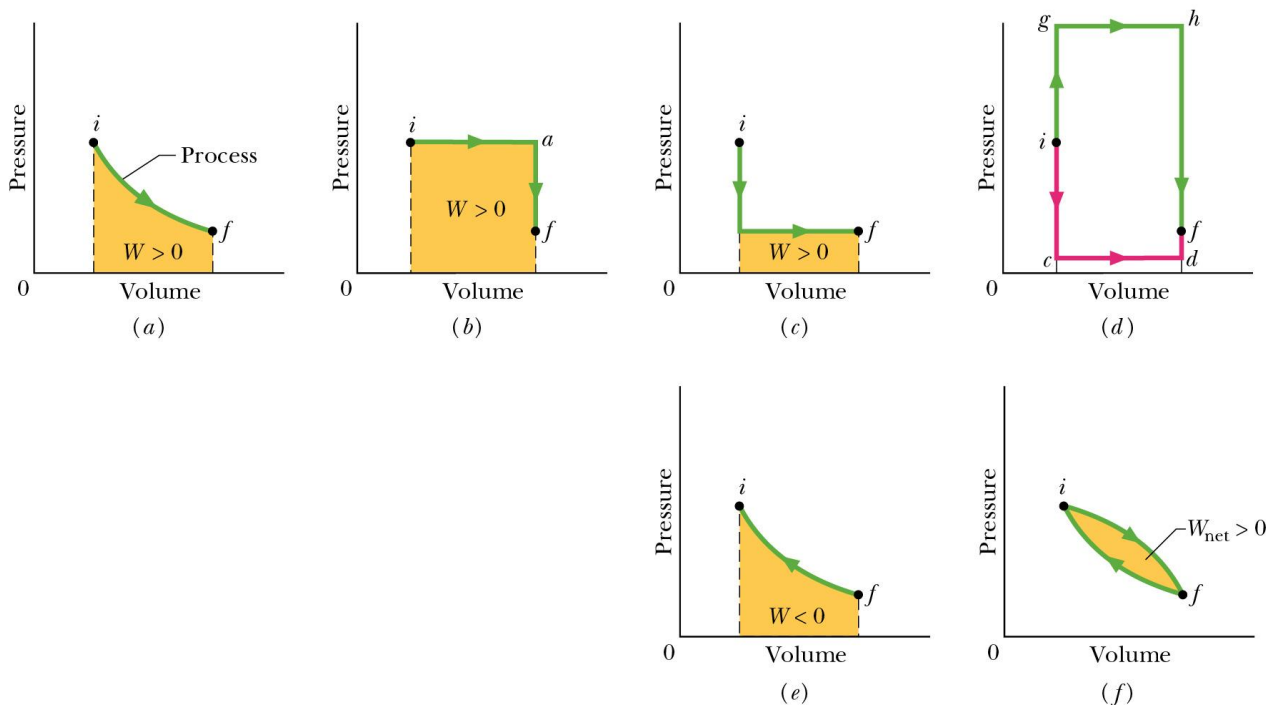 Pressure
i
Process
f
W > 0
0
Volume
(a)
Pressure
i
a
W > 0
f
0
Volume
(b)
Pressure
i
f
W > 0
0
Volume
(c)
Pressure
g
h
i
f
c
d
0
Volume
(d)
Pressure
i
f
W < 0
0
Volume
(e)
Pressure
i
Wnet > 0
f
0
Volume
(f)